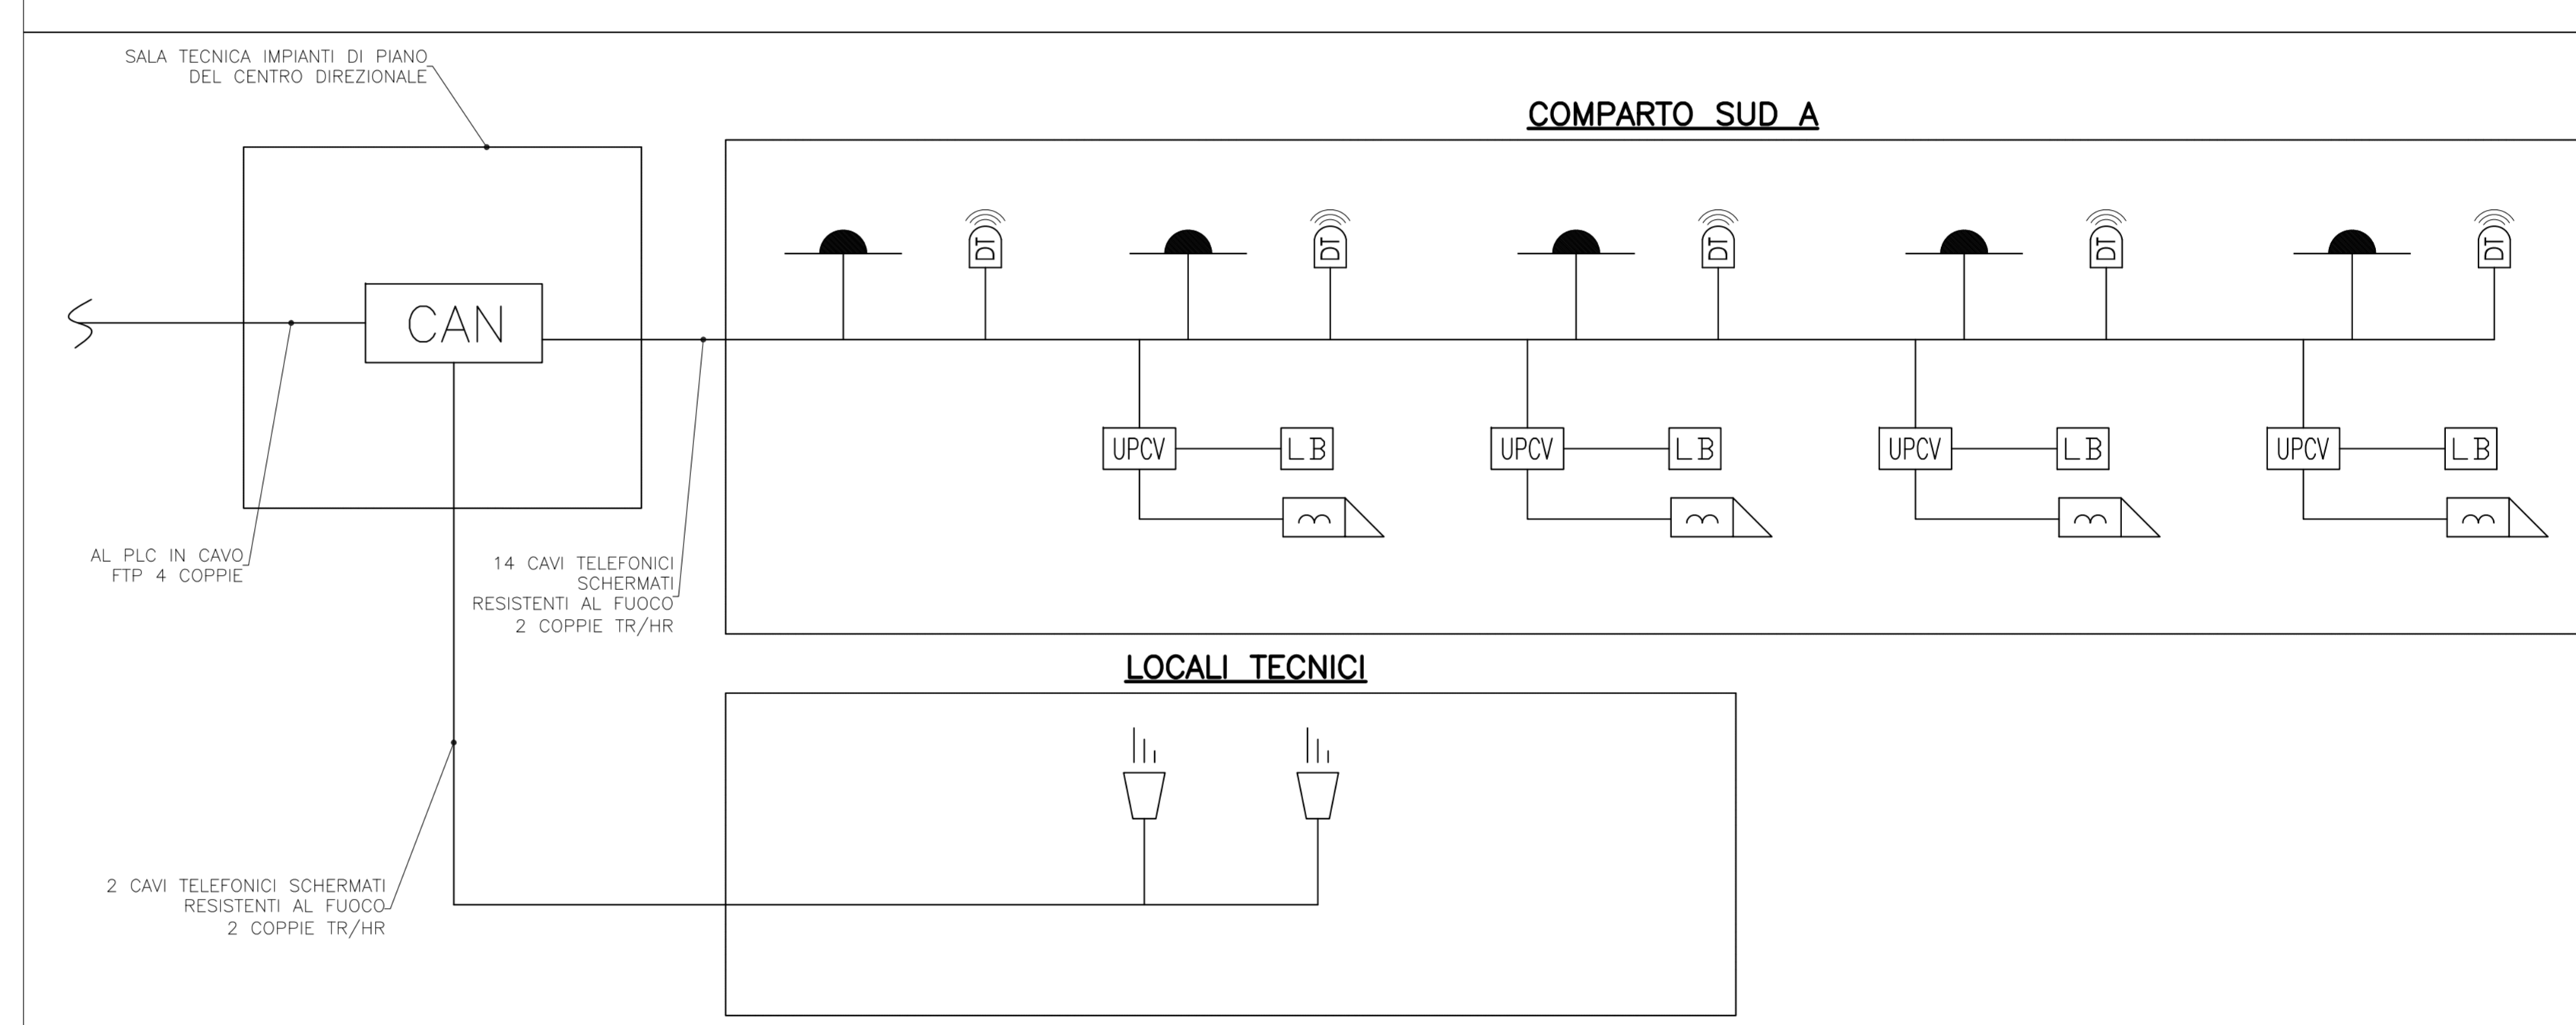 SALA TECNICA IMPIANTI DI PIANO
DEL CENTRO DIREZIONALE
COMPARTO SUD A
DT
DT
DT
DT
DT
CAN
UPCV
LB
UPCV
LB
UPCV
LB
UPCV
LB
AL PLC IN CAVO
FTP 4 COPPIE
14 CAVI TELEFONICI
SCHERMATI
RESISTENTI AL FUOCO
2 COPPIE TR/HR
LOCALI TECNICI
2 CAVI TELEFONICI SCHERMATI
RESISTENTI AL FUOCO
2 COPPIE TR/HR